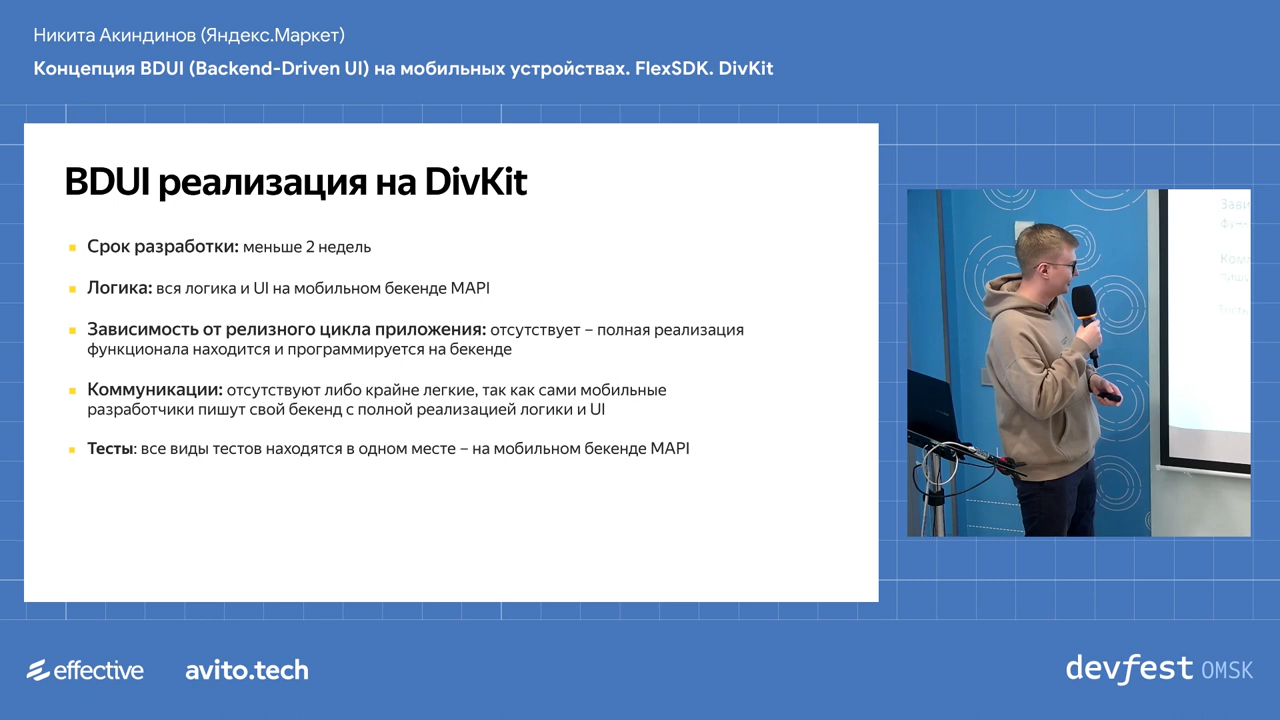 Никита Акиндинов (Яндекс.Маркет)
Концепция BDUI (Backend-Driven UI) на мобильных устройствах. FlexSDK. DivKit
BDUI реализация на DivKit
Срок разработки: меньше 2 недель
Логика: вся логика и UI на мобильном бекенде MAPI
Зависимость от релизного цикла приложения: отсутствует – полная реализация
функционала находится и программируется на бекенде
Коммуникации: отсутствуют либо крайне легкие, так как сами мобильные
разработчики пишут свой бекенд с полной реализацией логики и UI
Тесты: все виды тестов находятся в одном месте – на мобильном бекенде MAPI
effective
avito.tech
devfest OMSK